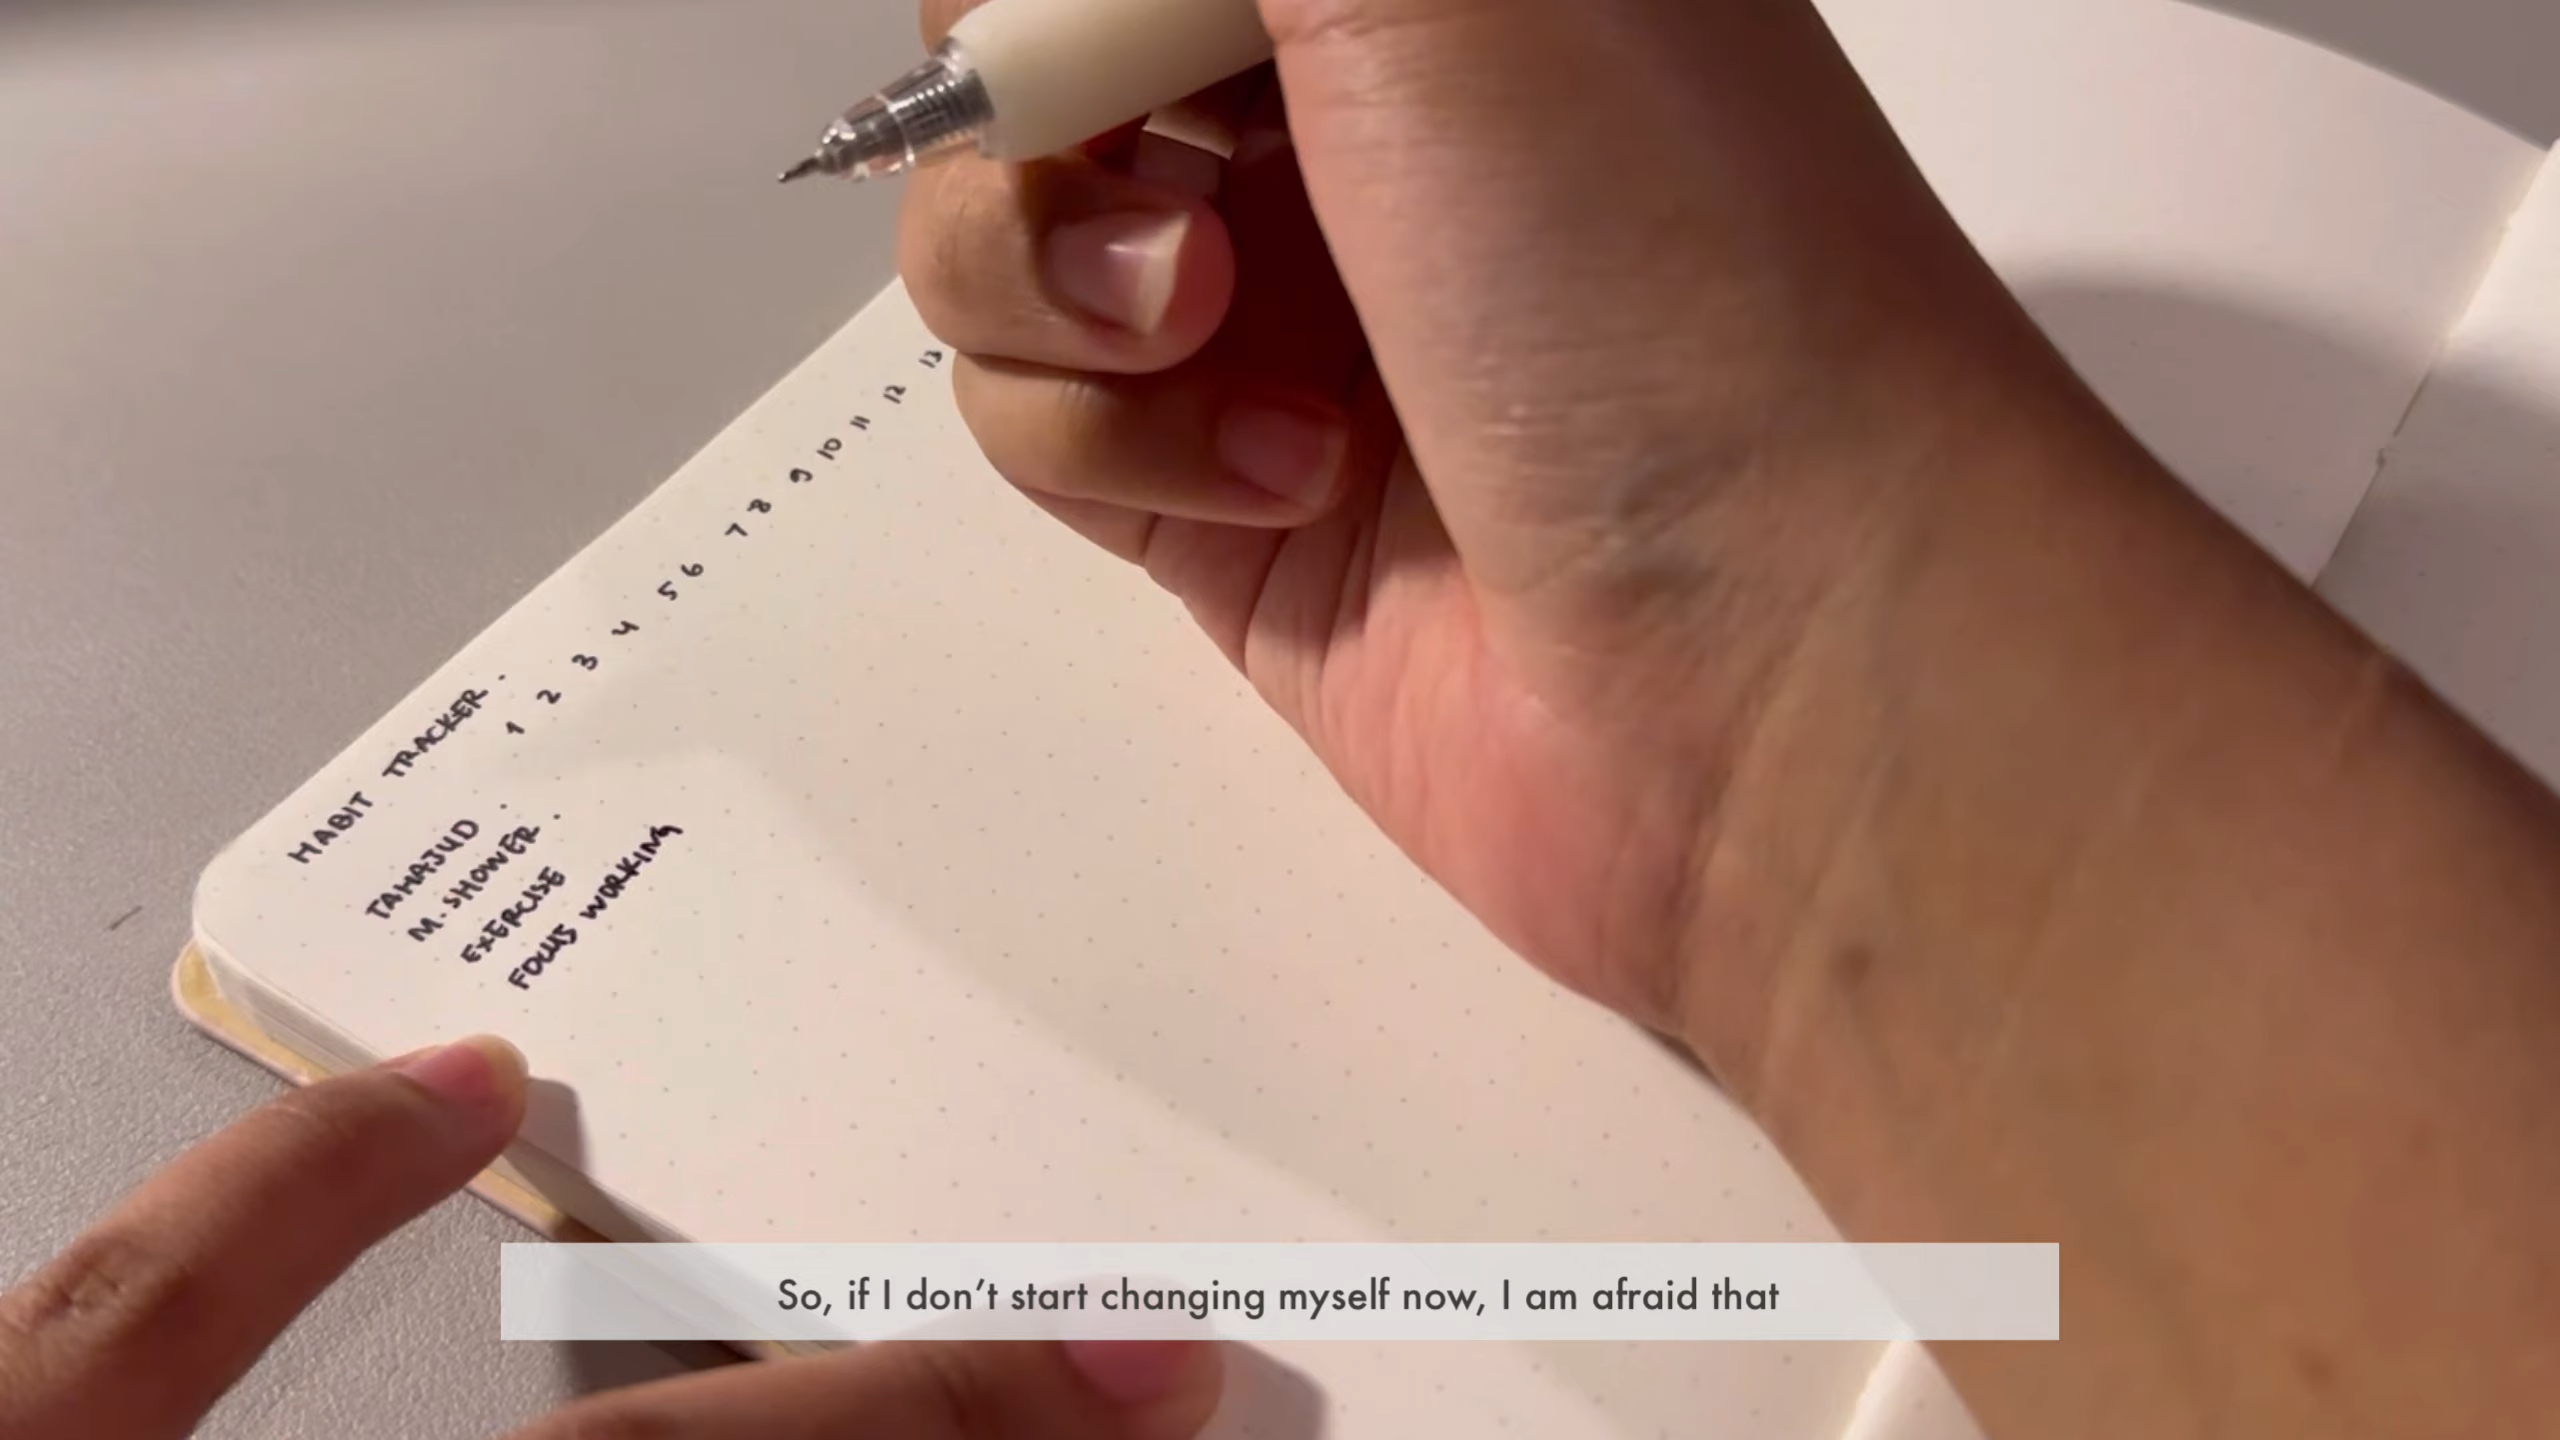 HABIT TRACKER.
1 2 3 4 5 6 7 8 9 10 11 12 13
TAHAJUD.
M. SHOWER.
EXERCISE
FOCUS WORKING
So, if I don't start changing myself now, I am afraid that